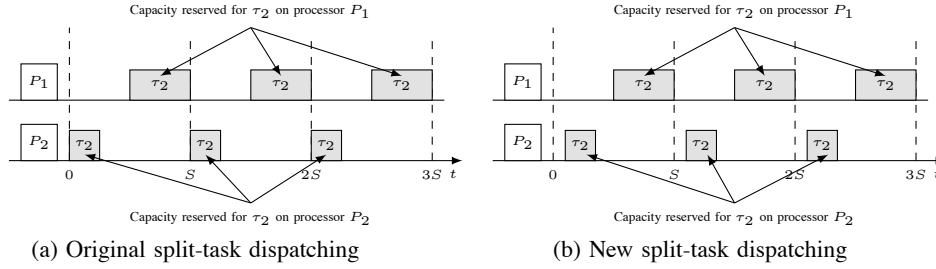 Capacity reserved for τ2 on processor P1
Capacity reserved for τ2 on processor P1
P1 τ2 τ2 τ2
P1 τ2 τ2 τ2
P2 τ2 τ2 τ2
P2 τ2 τ2 τ2
0 S 2S 3S t
0 S 2S 3S t
Capacity reserved for τ2 on processor P2
Capacity reserved for τ2 on processor P2
(a) Original split-task dispatching
(b) New split-task dispatching